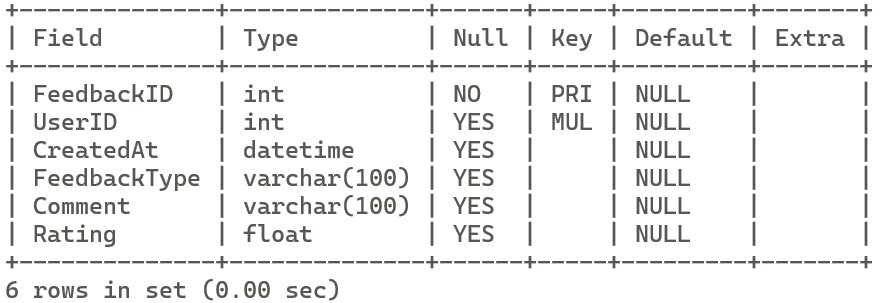 +--------------+--------------+------+-----+---------+-------+
| Field        | Type         | Null | Key | Default | Extra |
+--------------+--------------+------+-----+---------+-------+
| FeedbackID   | int          | NO   | PRI | NULL    |       |
| UserID       | int          | YES  | MUL | NULL    |       |
| CreatedAt    | datetime     | YES  |     | NULL    |       |
| FeedbackType | varchar(100) | YES  |     | NULL    |       |
| Comment      | varchar(100) | YES  |     | NULL    |       |
| Rating       | float        | YES  |     | NULL    |       |
+--------------+--------------+------+-----+---------+-------+
6 rows in set (0.00 sec)